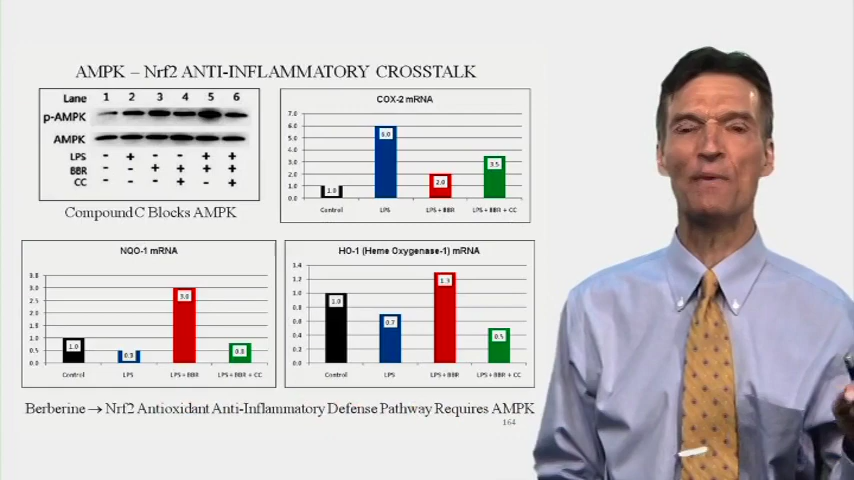 AMPK – Nrf2 ANTI-INFLAMMATORY CROSSTALK
Lane 1 2 3 4 5 6
p-AMPK
AMPK
LPS - + - - + +
BBR - - + + + +
CC - - - + - +
Compound C Blocks AMPK
COX-2 mRNA
7.0
6.0
5.0
4.0
3.0
2.0
1.0
0.0
1.0
2.0
3.5
Control LPS LPS + BBR LPS + BBR + CC
NQO-1 mRNA
3.5
3.0
2.5
2.0
1.5
1.0
0.5
0.0
1.0
3.0
0.8
Control LPS LPS + BBR LPS + BBR + CC
HO-1 (Heme Oxygenase-1) mRNA
1.4
1.2
1.0
0.8
0.6
0.4
0.2
0.0
1.0
0.7
1.3
0.5
Control LPS LPS + BBR LPS + BBR + CC
Berberine → Nrf2 Antioxidant Anti-Inflammatory Defense Pathway Requires AMPK
164